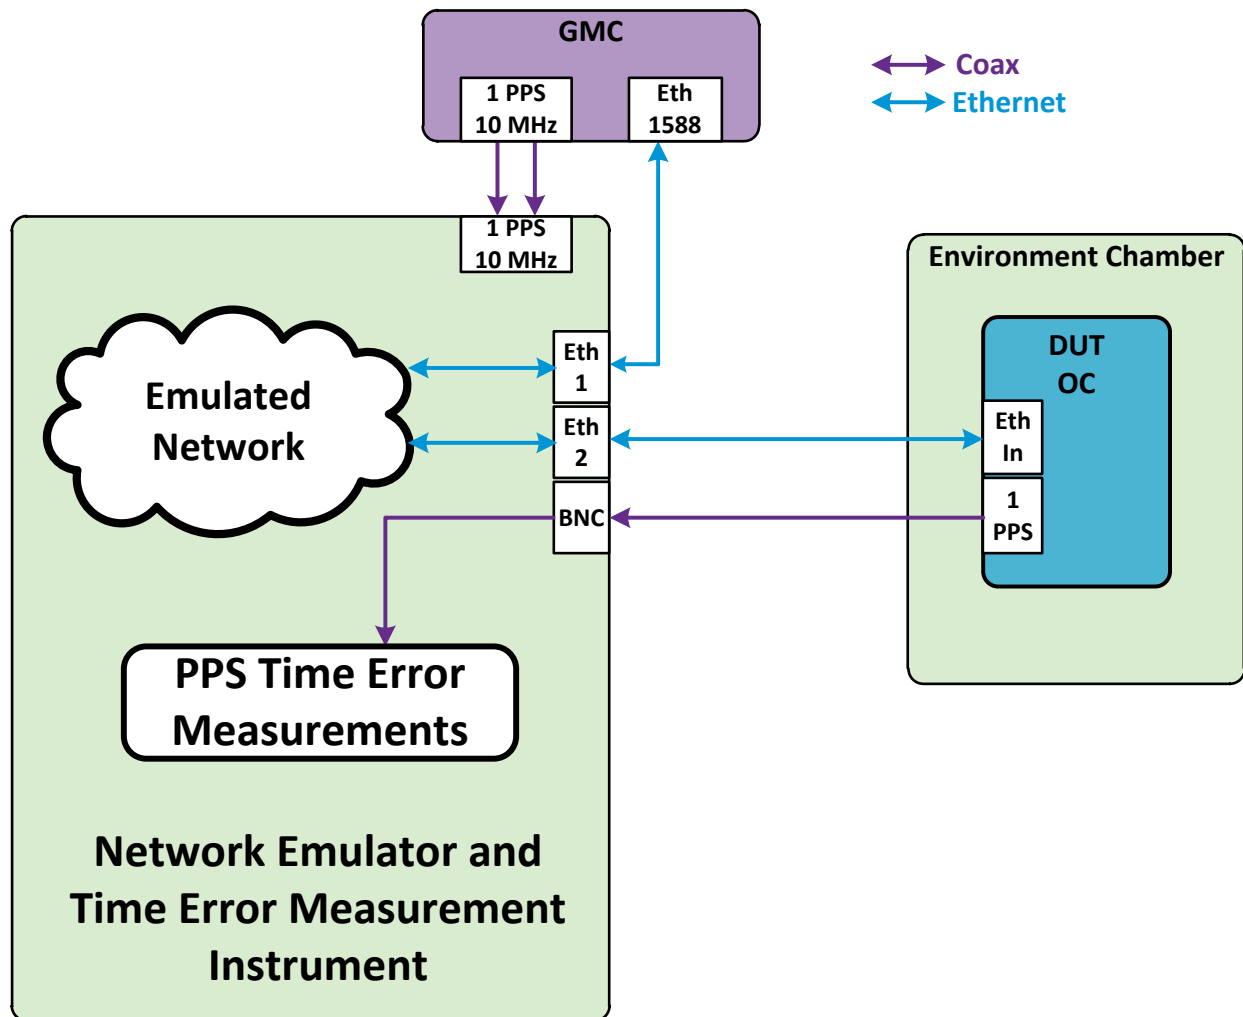 GMC
1 PPS
10 MHz
Eth
1588
Coax
Ethernet
1 PPS
10 MHz
Emulated
Network
Eth
1
Eth
2
BNC
PPS Time Error
Measurements
Network Emulator and
Time Error Measurement
Instrument
Environment Chamber
DUT
OC
Eth
In
1
PPS